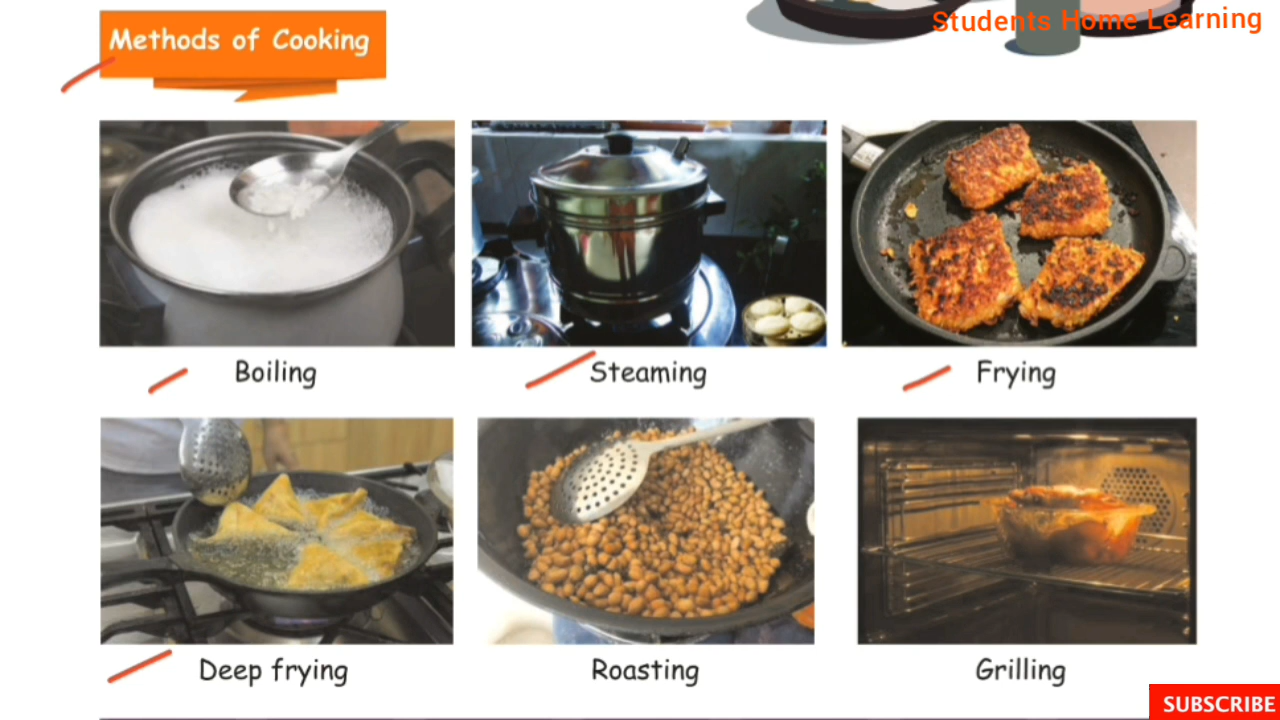 Students Home Learning
Methods of Cooking
Boiling
Steaming
Frying
Deep frying
Roasting
Grilling
SUBSCRIBE